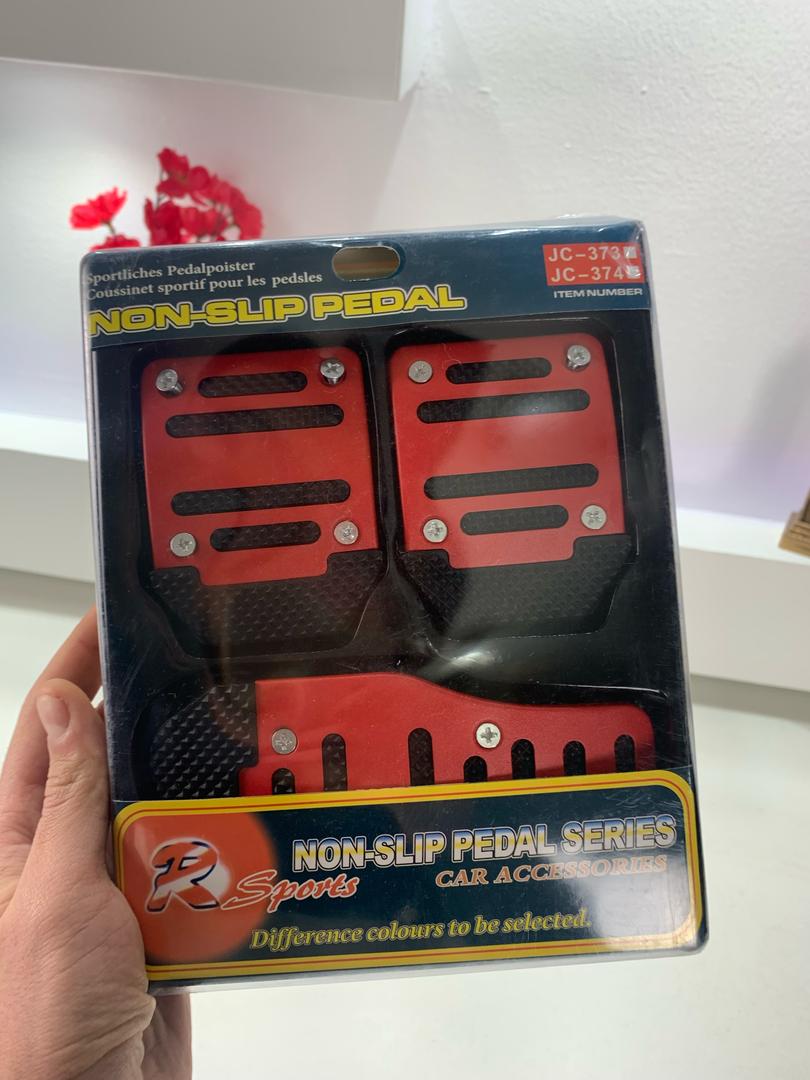 Sportliches Pedalpoister
Coussinet sportif pour les pedsles
NON-SLIP PEDAL
JC-373
JC-374
ITEM NUMBER
NON-SLIP PEDAL SERIES
R Sports
CAR ACCESSORIES
Difference colours to be selected.